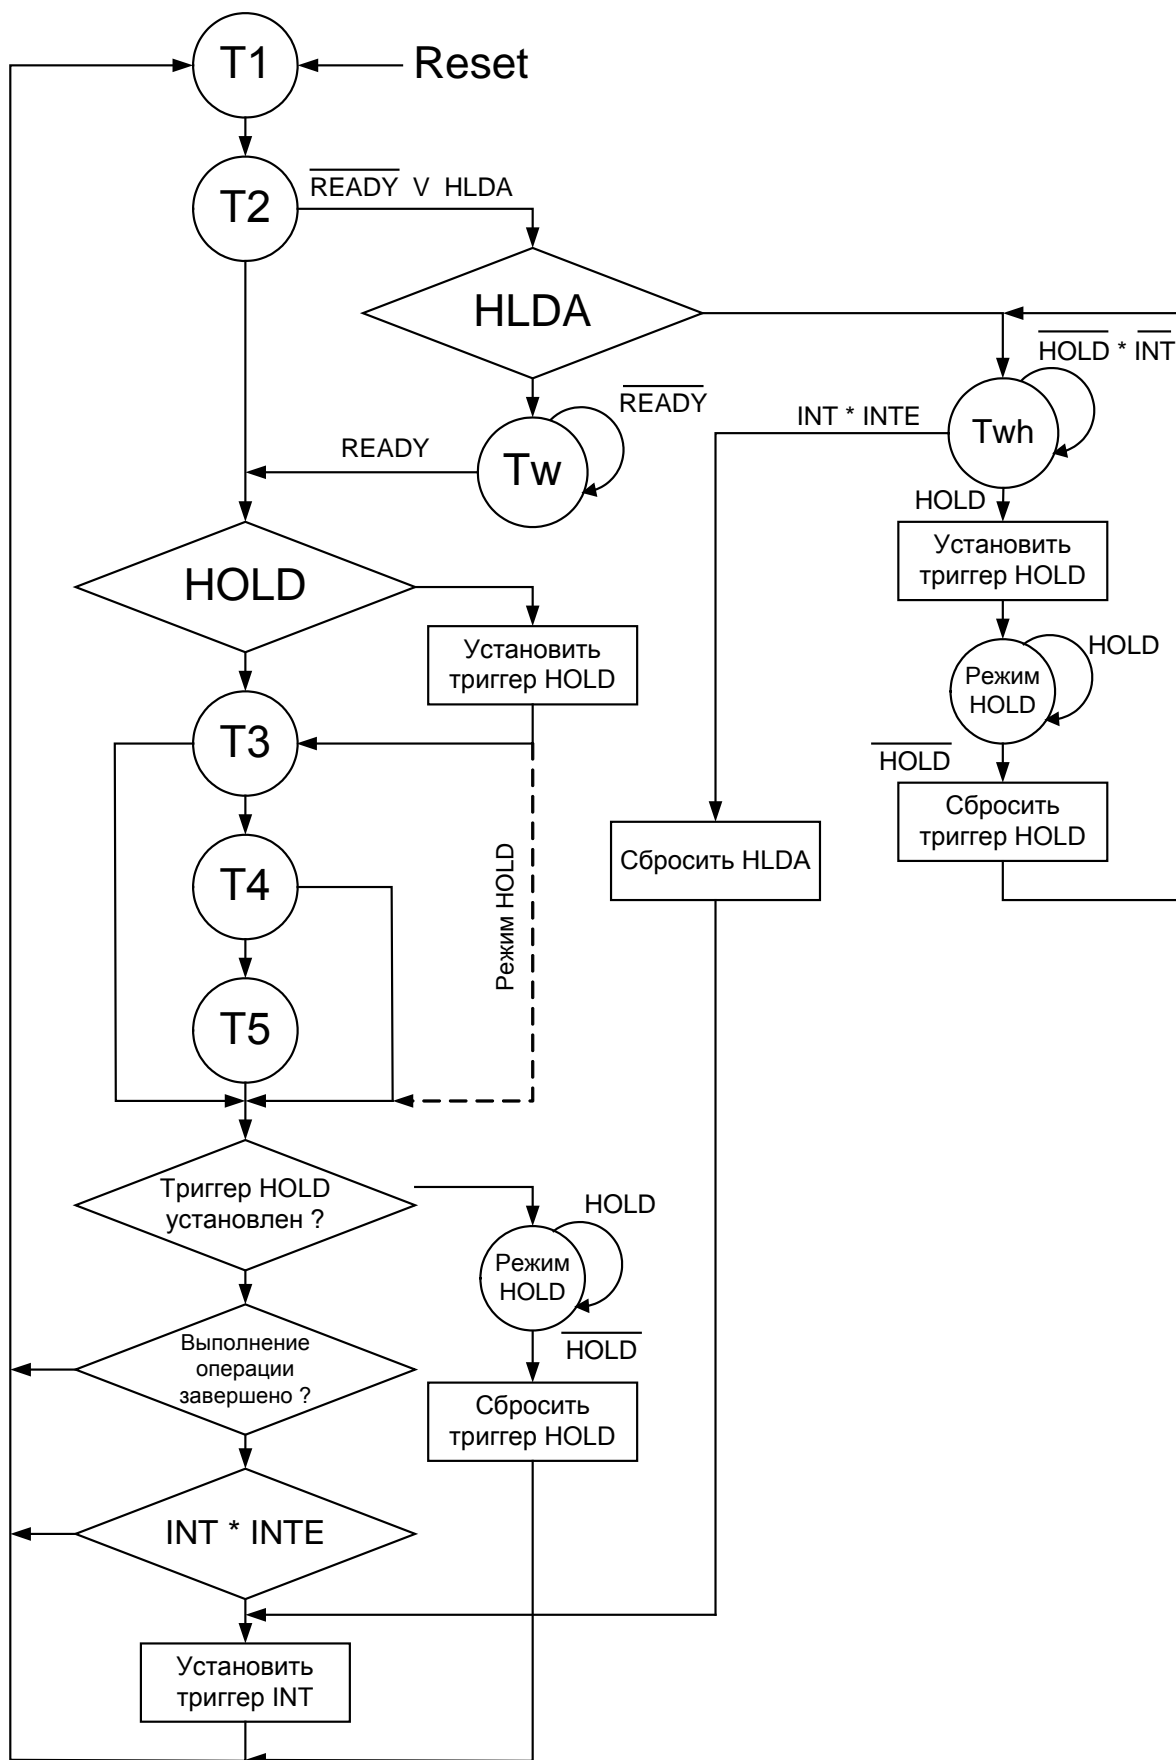 T1
Reset
T2
READY V HLDA
HLDA
HOLD * INT
READY
READY
INT * INTE
Tw
Twh
HOLD
HOLD
Установить
триггер HOLD
Установить
триггер HOLD
HOLD
Режим
HOLD
T3
HOLD
Сбросить
триггер HOLD
Сбросить HLDA
T4
Режим HOLD
T5
Триггер HOLD
установлен ?
HOLD
Режим
HOLD
HOLD
Выполнение
операции
завершено ?
Сбросить
триггер HOLD
INT * INTE
Установить
триггер INT